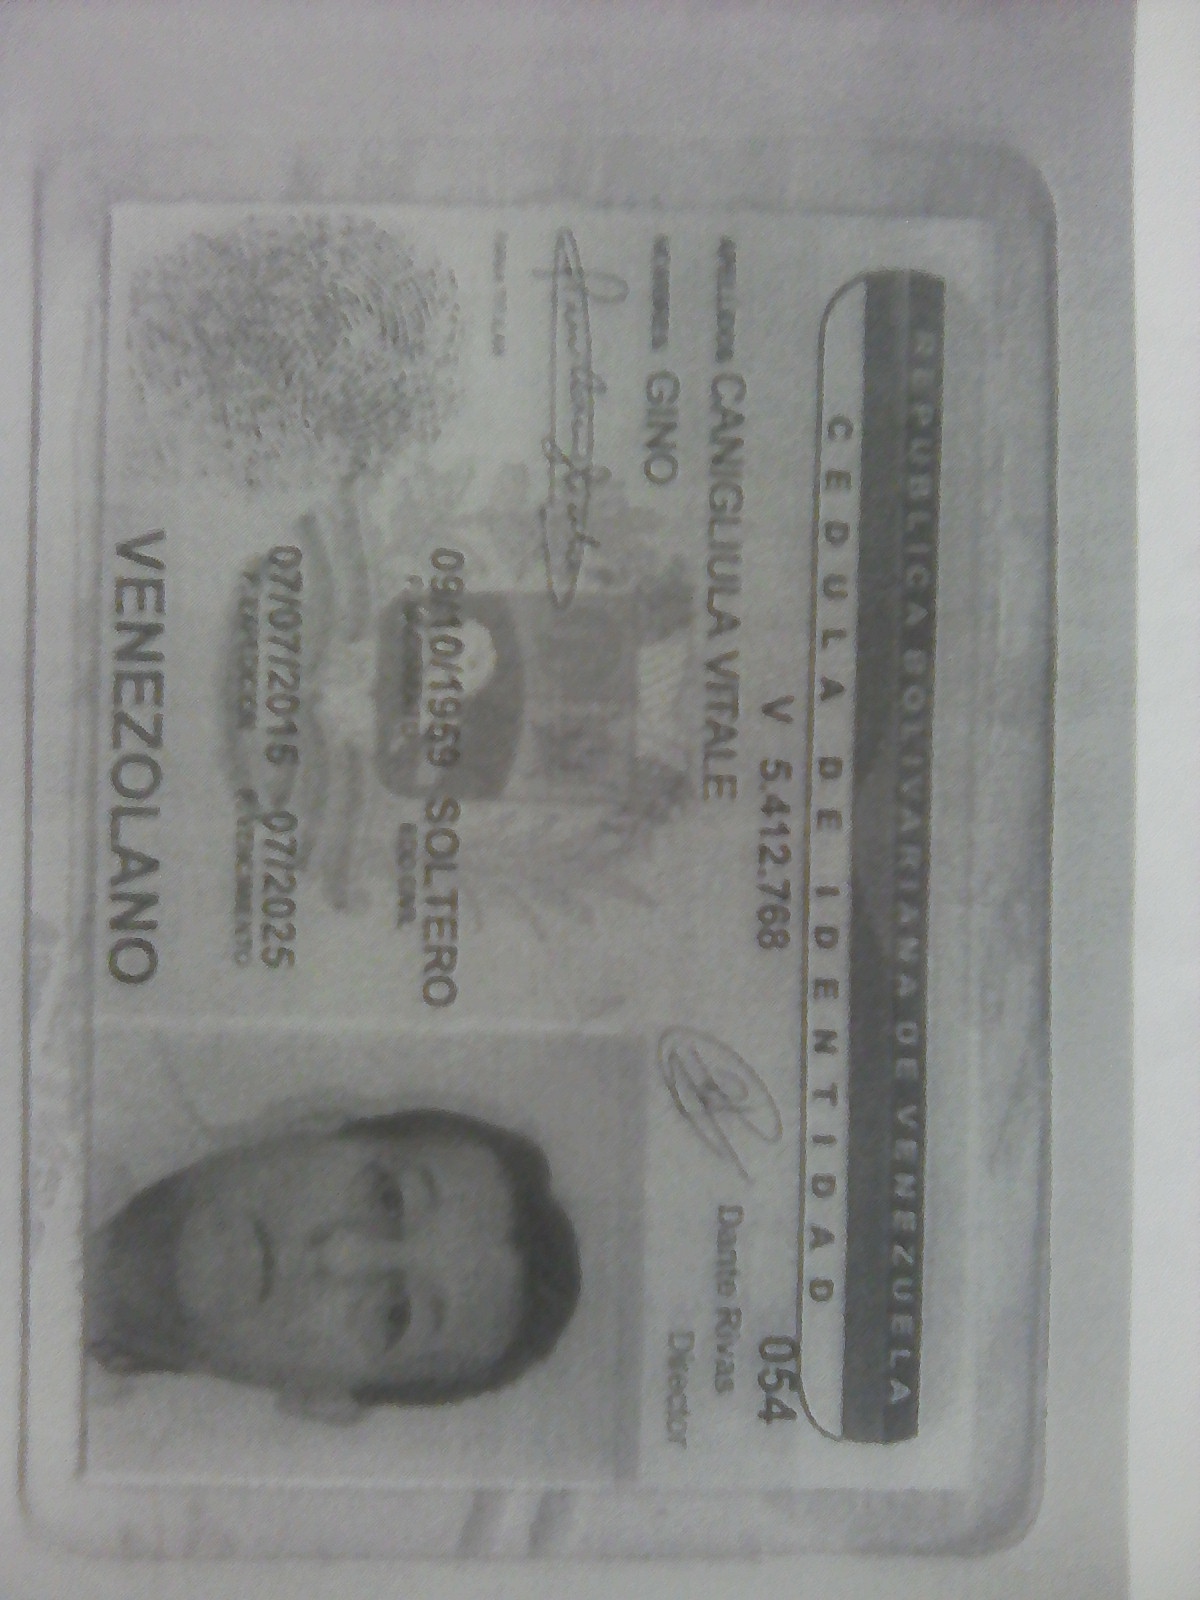 REPUBLICA BOLIVARIANA DE VENEZUELA
CEDULA DE IDENTIDAD
V 5.412.768
054
APELLIDOS CANIGLIULA VITALE
Dante Rivas
Director
NOMBRES GINO
FIRMA TITULAR
09/10/1959 SOLTERO
F. NACIMIENTO EDO CIVIL
07/07/2015 07/2025
F. EXPEDICION F. VENCIMIENTO
VENEZOLANO